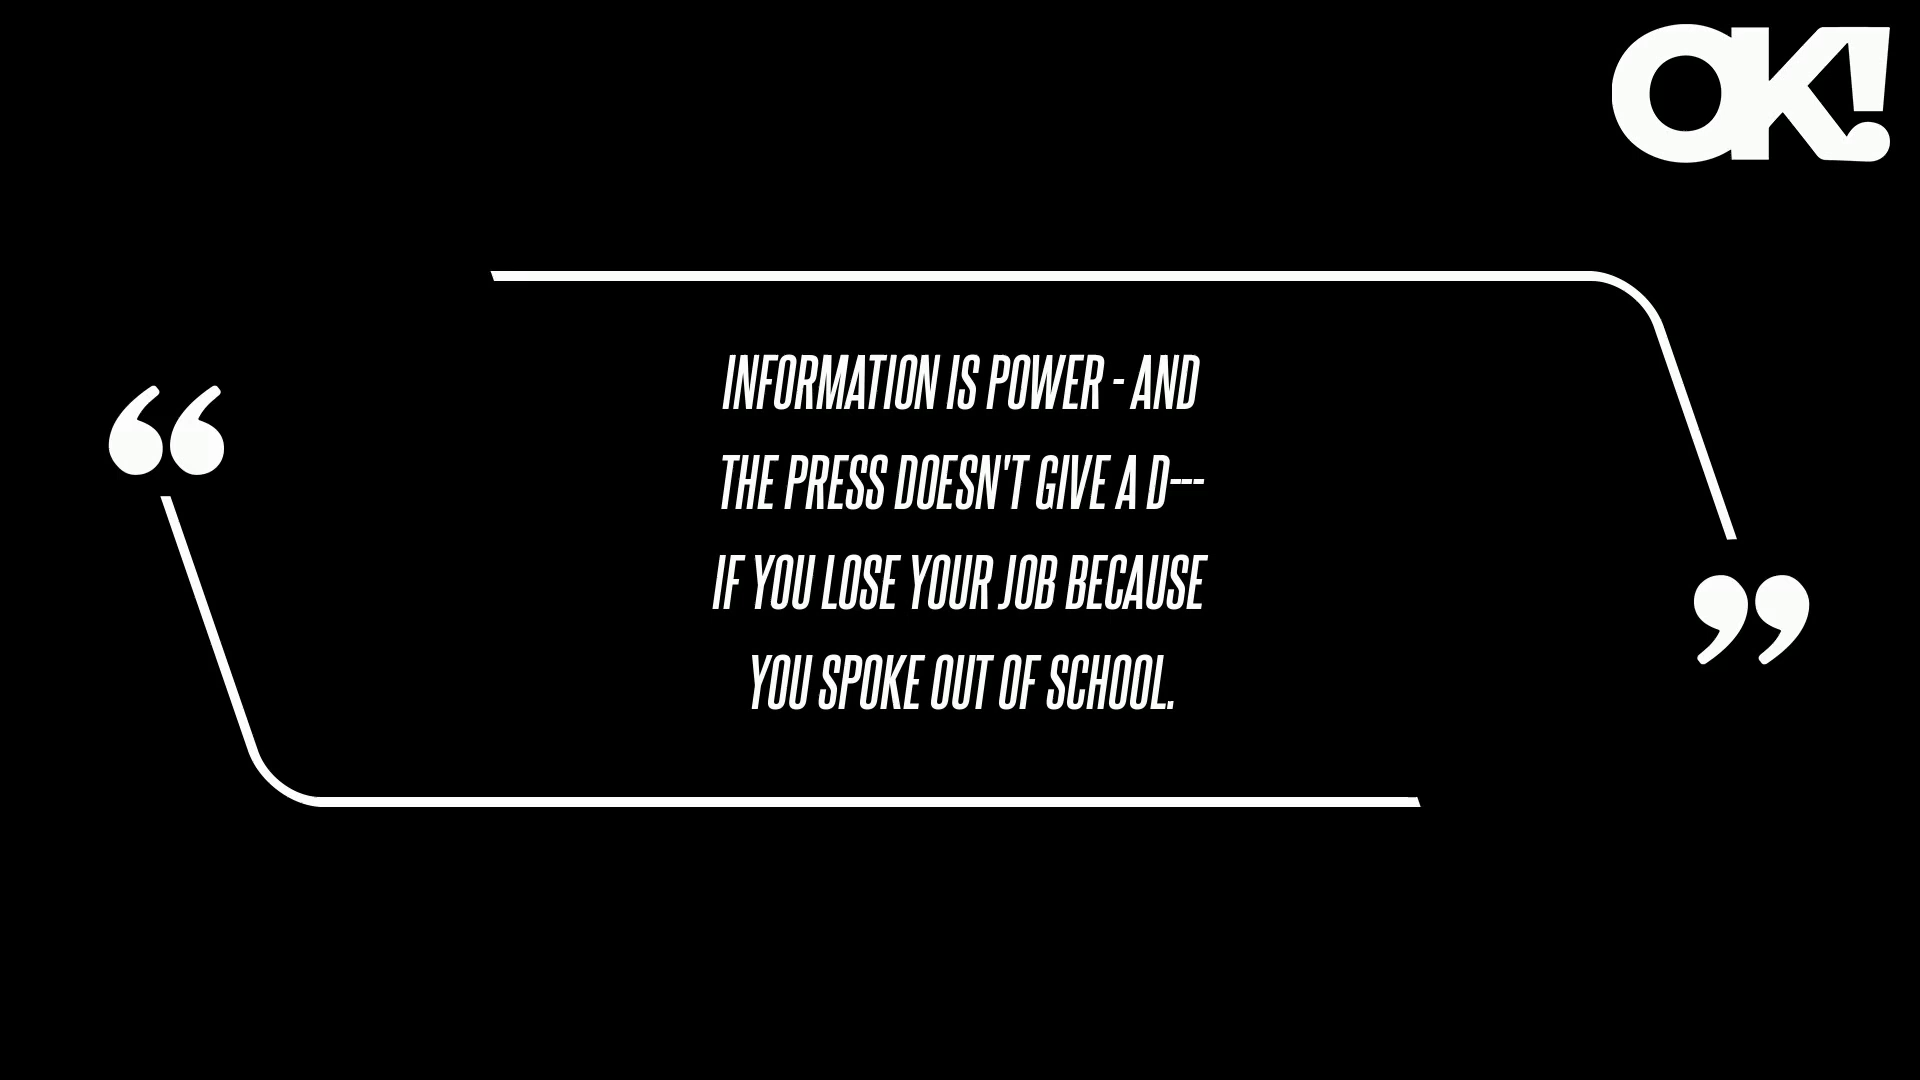 OK!
“
INFORMATION IS POWER - AND
THE PRESS DOESN'T GIVE A D---
IF YOU LOSE YOUR JOB BECAUSE
YOU SPOKE OUT OF SCHOOL.
”